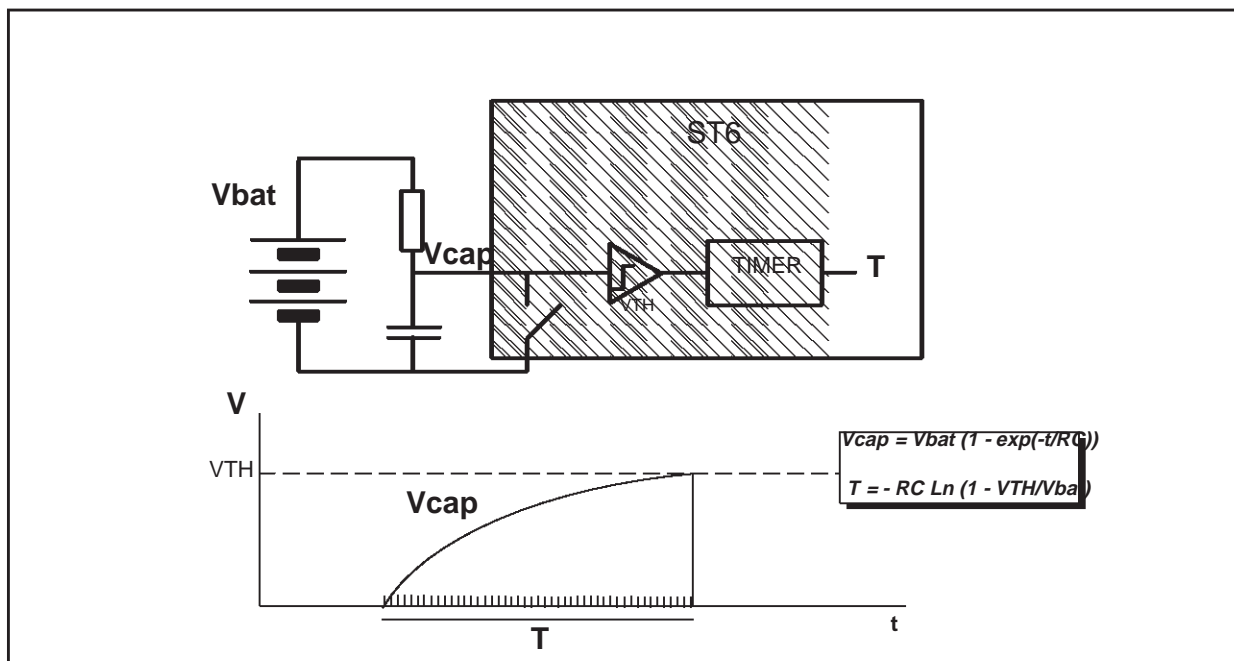 ST6
Vbat
Vcap
TIMER
T
VTH
V
VTH
Vcap
Vcap = Vbat (1 - exp(-t/RC))
T = - RC Ln (1 - VTH/Vbat)
T
t